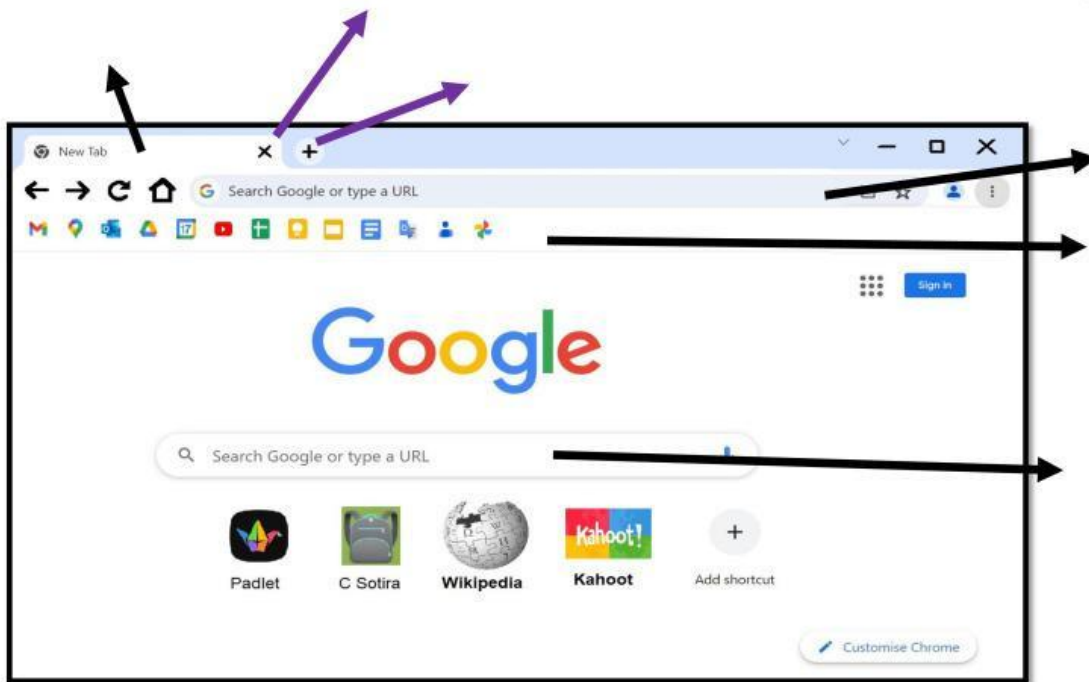 New Tab
Search Google or type a URL
17
Google
Sign in
Search Google or type a URL
Kahoot!
Padlet
C Sotira
Wikipedia
Kahoot
Add shortcut
Customise Chrome